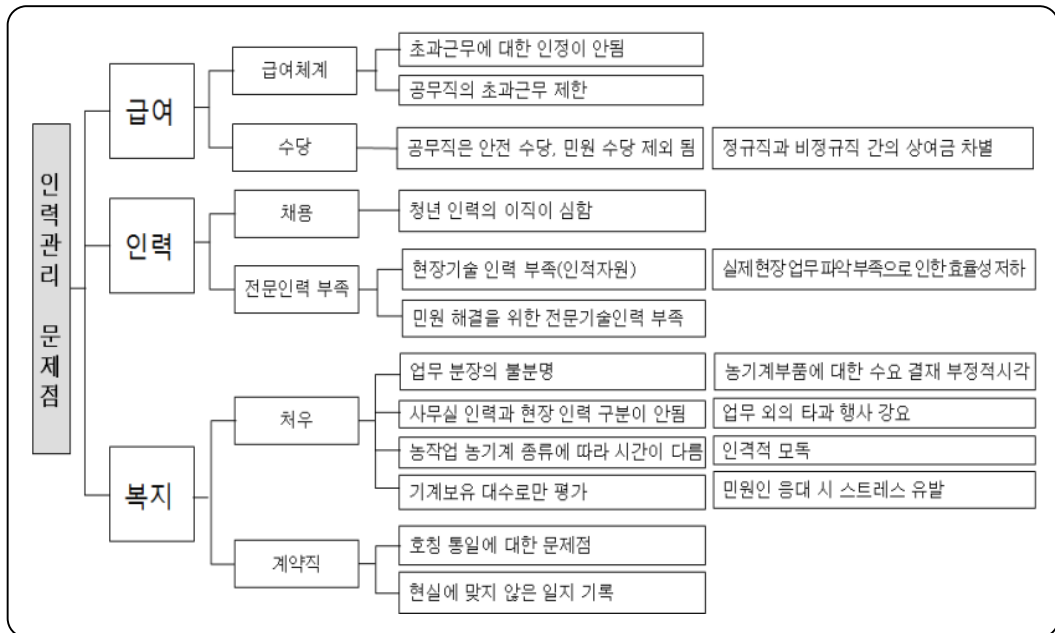 인력관리 문제점
급여
급여체계
초과근무에 대한 인정이 안됨
공무직의 초과근무 제한
수당
공무직은 안전 수당, 민원 수당 제외 됨
정규직과 비정규직 간의 상여금 차별
인력
채용
청년 인력의 이직이 심함
전문인력 부족
현장기술 인력 부족(인적자원)
실제현장업무파악부족으로인한효율성저하
민원 해결을 위한 전문기술인력 부족
복지
처우
업무 분장의 불분명
농기계부품에 대한 수요 결재 부정적시각
사무실 인력과 현장 인력 구분이 안됨
업무 외의 타과 행사 강요
농작업 농기계 종류에 따라 시간이 다름
인격적 모독
기계보유 대수로만 평가
민원인 응대 시 스트레스 유발
계약직
호칭 통일에 대한 문제점
현실에 맞지 않은 일지 기록